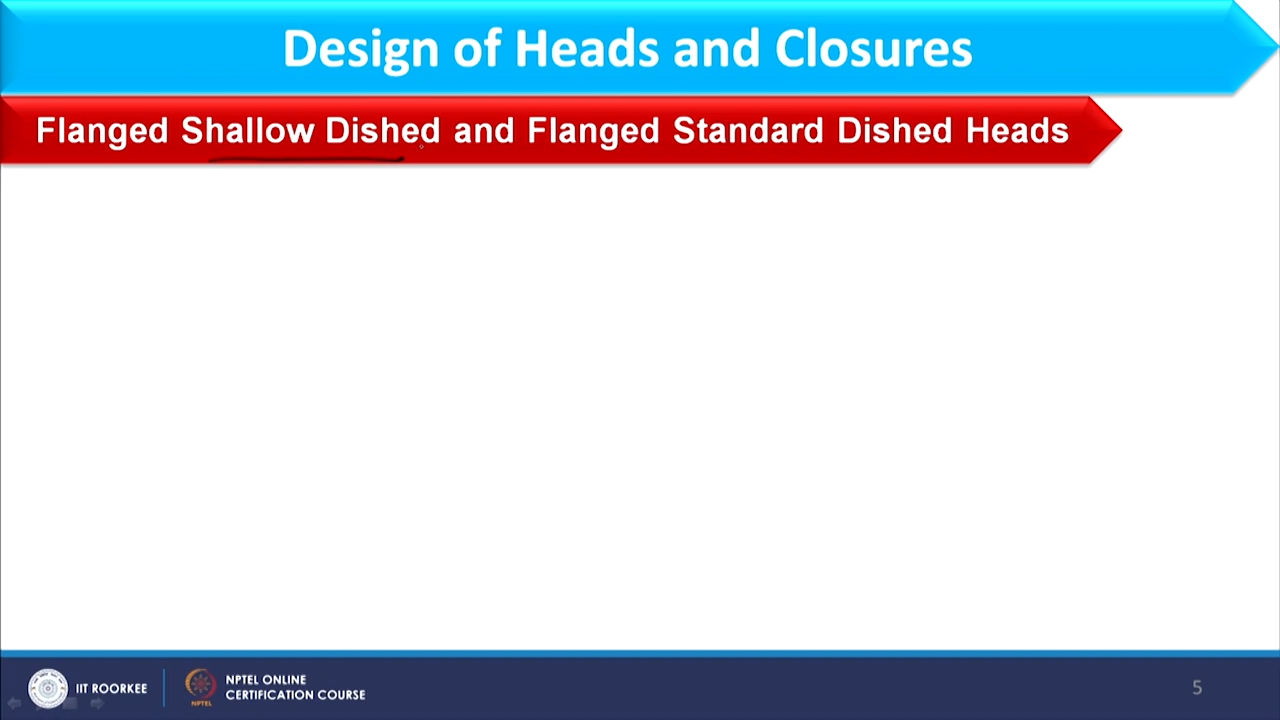 Design of Heads and Closures
Flanged Shallow Dished and Flanged Standard Dished Heads
IIT ROORKEE
NPTEL
NPTEL ONLINE
CERTIFICATION COURSE
5